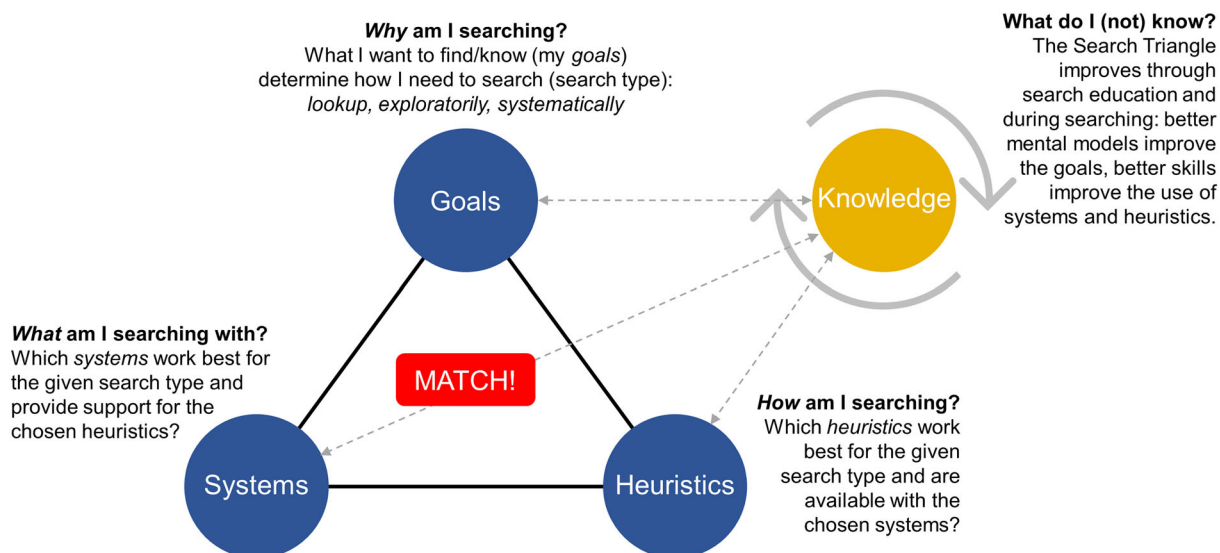 Why am I searching?
What I want to find/know (my goals)
determine how I need to search (search type):
lookup, exploratorily, systematically
What do I (not) know?
The Search Triangle
improves through
search education and
during searching: better
mental models improve
the goals, better skills
improve the use of
systems and heuristics.
Goals
Knowledge
What am I searching with?
Which systems work best for
the given search type and
provide support for the
chosen heuristics?
MATCH!
How am I searching?
Which heuristics work
best for the given
search type and are
available with the
chosen systems?
Systems
Heuristics